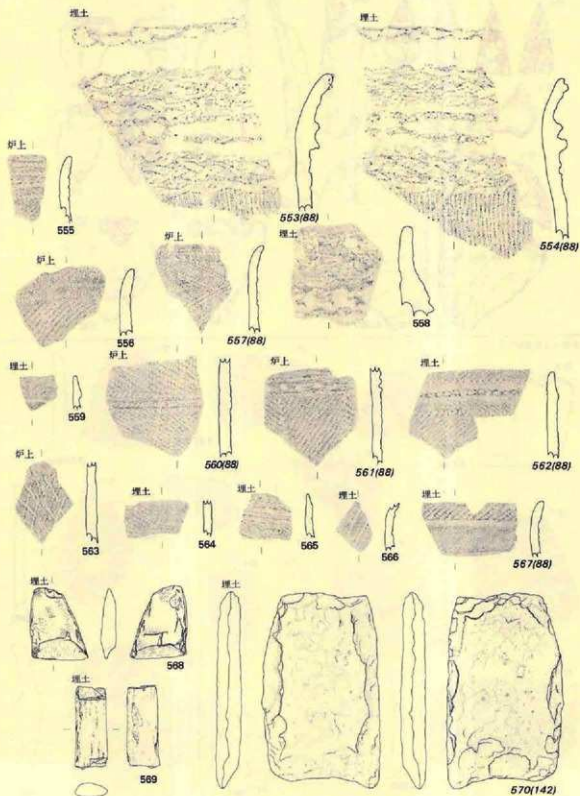 埋土
埋土
553(88)
554(88)
炉上
555
炉上
556
炉上
557(88)
埋土
558
埋土
559
炉上
560(88)
炉上
561(88)
埋土
562(88)
炉上
563
埋土
564
埋土
565
埋土
566
埋土
567(88)
埋土
568
埋土
569
埋土
570(142)